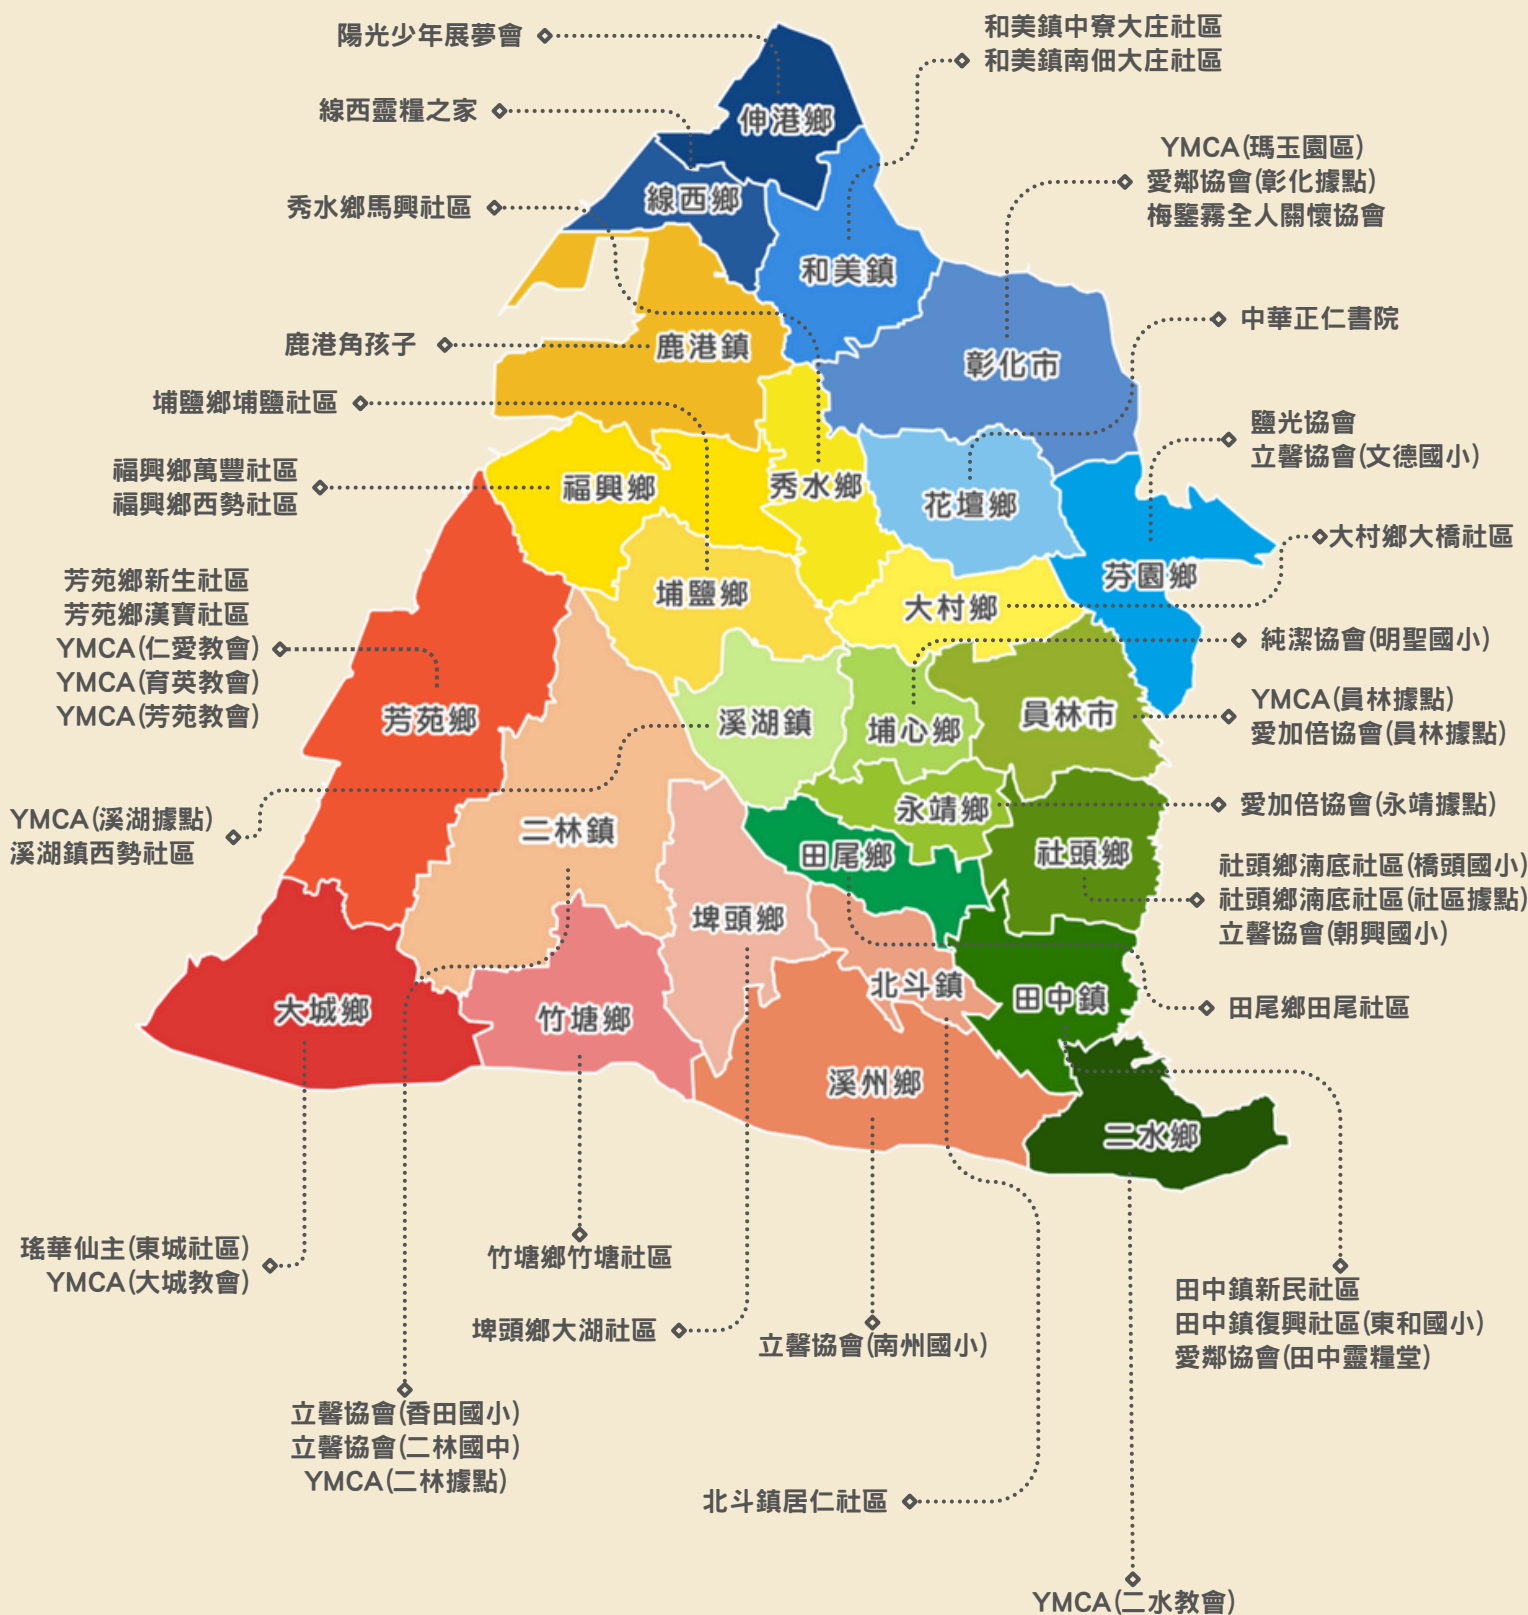 陽光少年展夢會
和美鎮中寮大庄社區
和美鎮南佃大庄社區
線西靈糧之家
伸港鄉
YMCA(瑪玉園區)
愛鄰協會(彰化據點)
梅鑒霧全人關懷協會
線西鄉
秀水鄉馬興社區
和美鎮
中華正仁書院
鹿港角孩子
鹿港鎮
彰化市
埔鹽鄉埔鹽社區
鹽光協會
立馨協會(文德國小)
福興鄉萬豐社區
福興鄉西勢社區
福興鄉
秀水鄉
花壇鄉
大村鄉大橋社區
芬園鄉
芳苑鄉新生社區
芳苑鄉漢寶社區
YMCA(仁愛教會)
YMCA(育英教會)
YMCA(芳苑教會)
埔鹽鄉
大村鄉
純潔協會(明聖國小)
芳苑鄉
溪湖鎮
埔心鄉
員林市
YMCA(員林據點)
愛加倍協會(員林據點)
YMCA(溪湖據點)
溪湖鎮西勢社區
二林鎮
永靖鄉
愛加倍協會(永靖據點)
田尾鄉
社頭鄉
社頭鄉湳底社區(橋頭國小)
社頭鄉湳底社區(社區據點)
立馨協會(朝興國小)
埤頭鄉
北斗鎮
田中鎮
田尾鄉田尾社區
大城鄉
竹塘鄉
溪州鄉
二水鄉
瑤華仙主(東城社區)
YMCA(大城教會)
竹塘鄉竹塘社區
田中鎮新民社區
田中鎮復興社區(東和國小)
愛鄰協會(田中靈糧堂)
埤頭鄉大湖社區
立馨協會(南州國小)
立馨協會(香田國小)
立馨協會(二林國中)
YMCA(二林據點)
北斗鎮居仁社區
YMCA(二水教會)